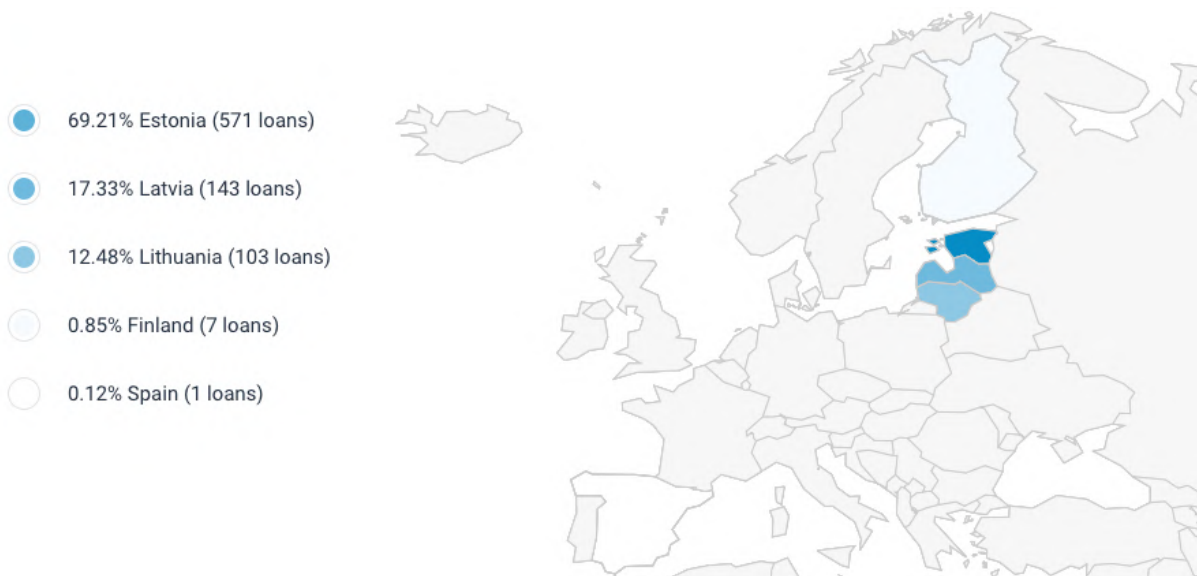 69.21% Estonia (571 loans)
17.33% Latvia (143 loans)
12.48% Lithuania (103 loans)
0.85% Finland (7 loans)
0.12% Spain (1 loans)